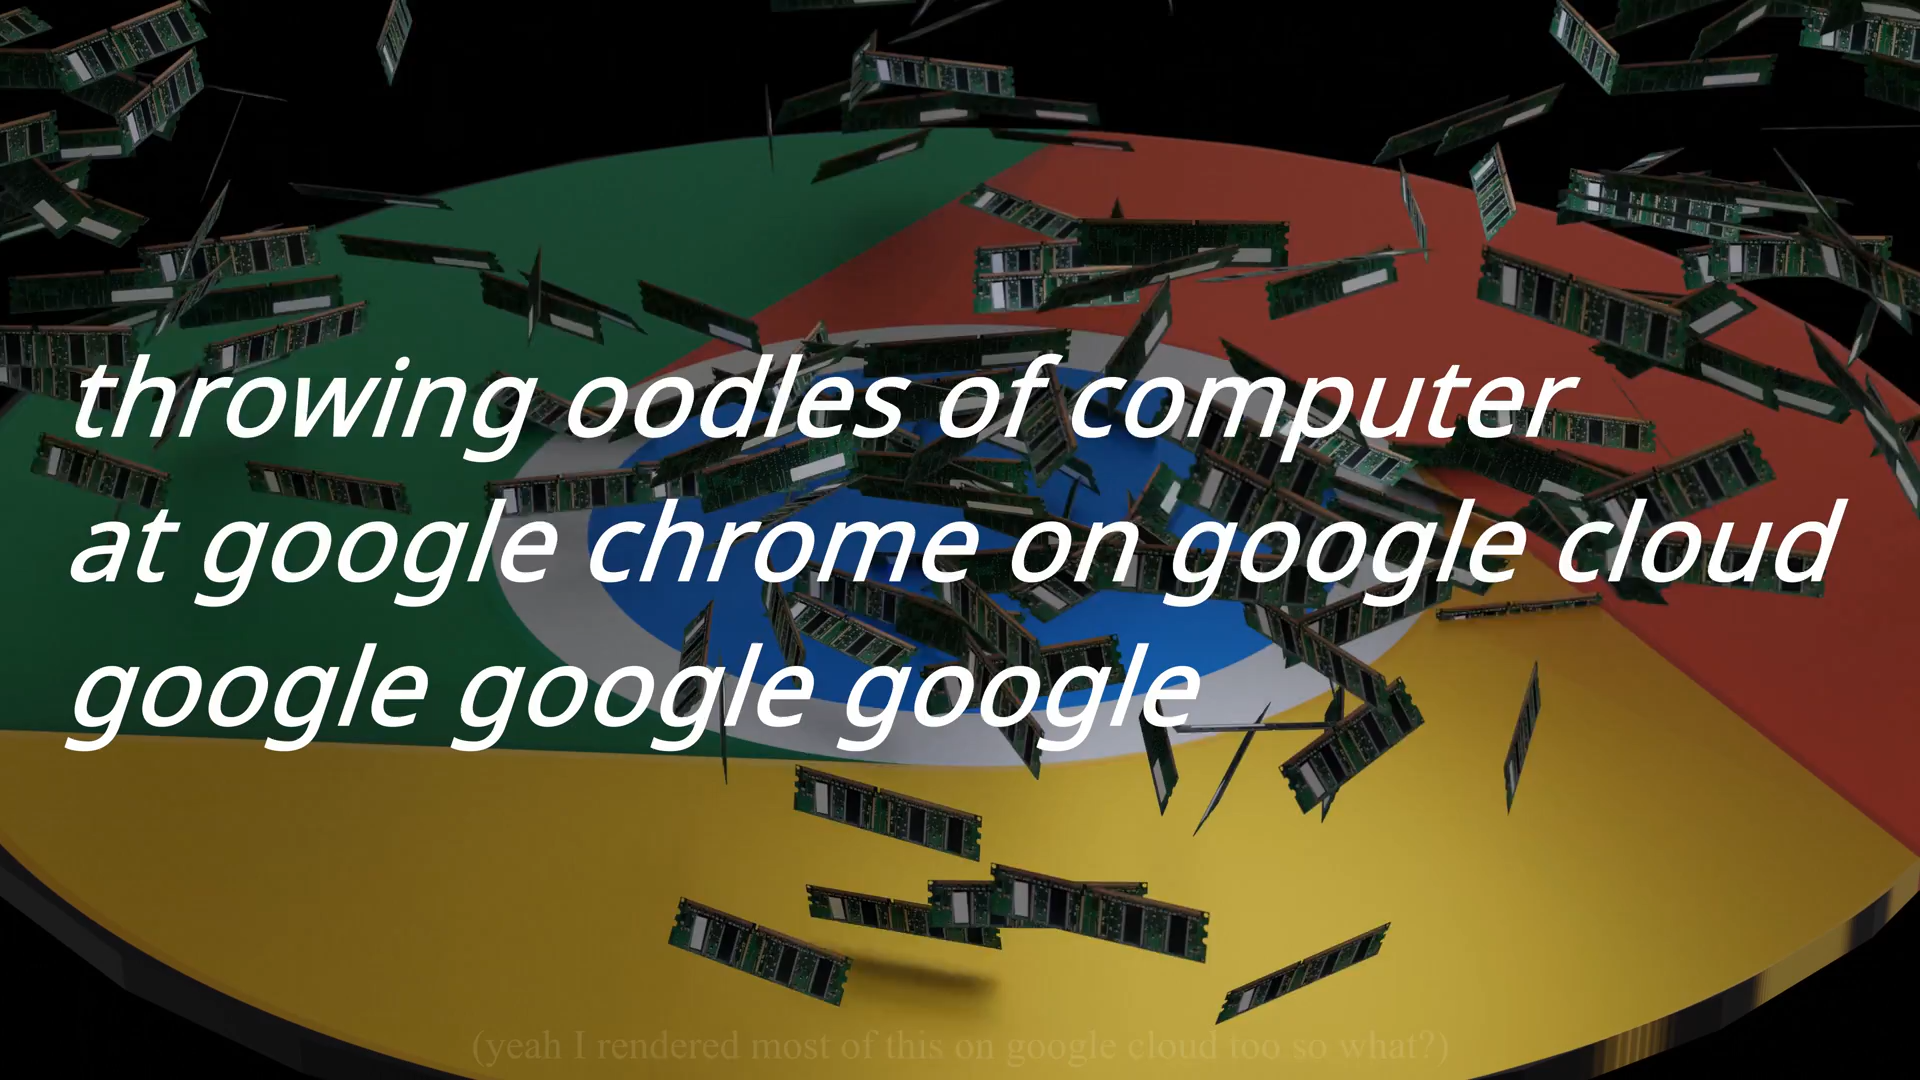 throwing oodles of computer
at google chrome on google cloud
google google google
(yeah I rendered most of this on google cloud too so what?)